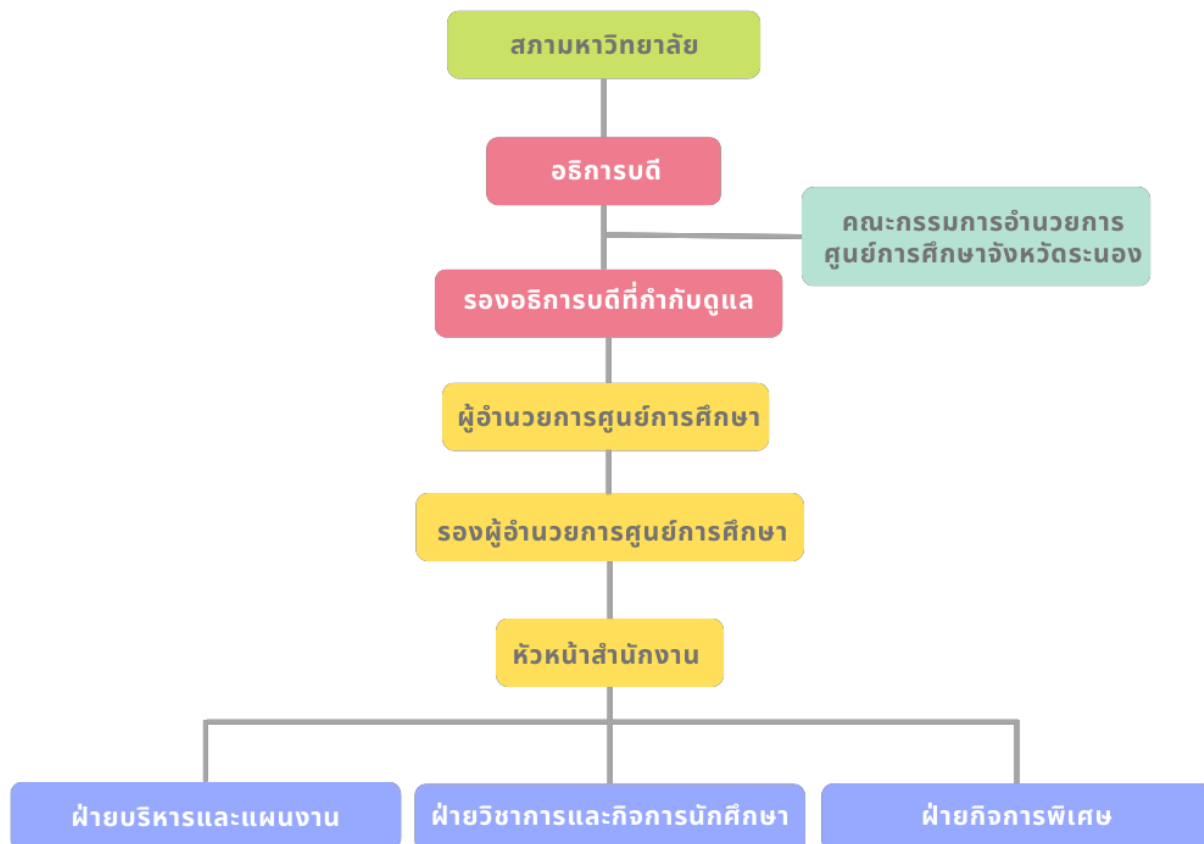 สภามหาวิทยาลัย
อธิการบดี
คณะกรรมการอำนวยการ
ศูนย์การศึกษาจังหวัดระนอง
รองอธิการบดีที่กำกับดูแล
ผู้อำนวยการศูนย์การศึกษา
รองผู้อำนวยการศูนย์การศึกษา
หัวหน้าสำนักงาน
ฝ่ายบริหารและแผนงาน
ฝ่ายวิชาการและกิจการนักศึกษา
ฝ่ายกิจการพิเศษ